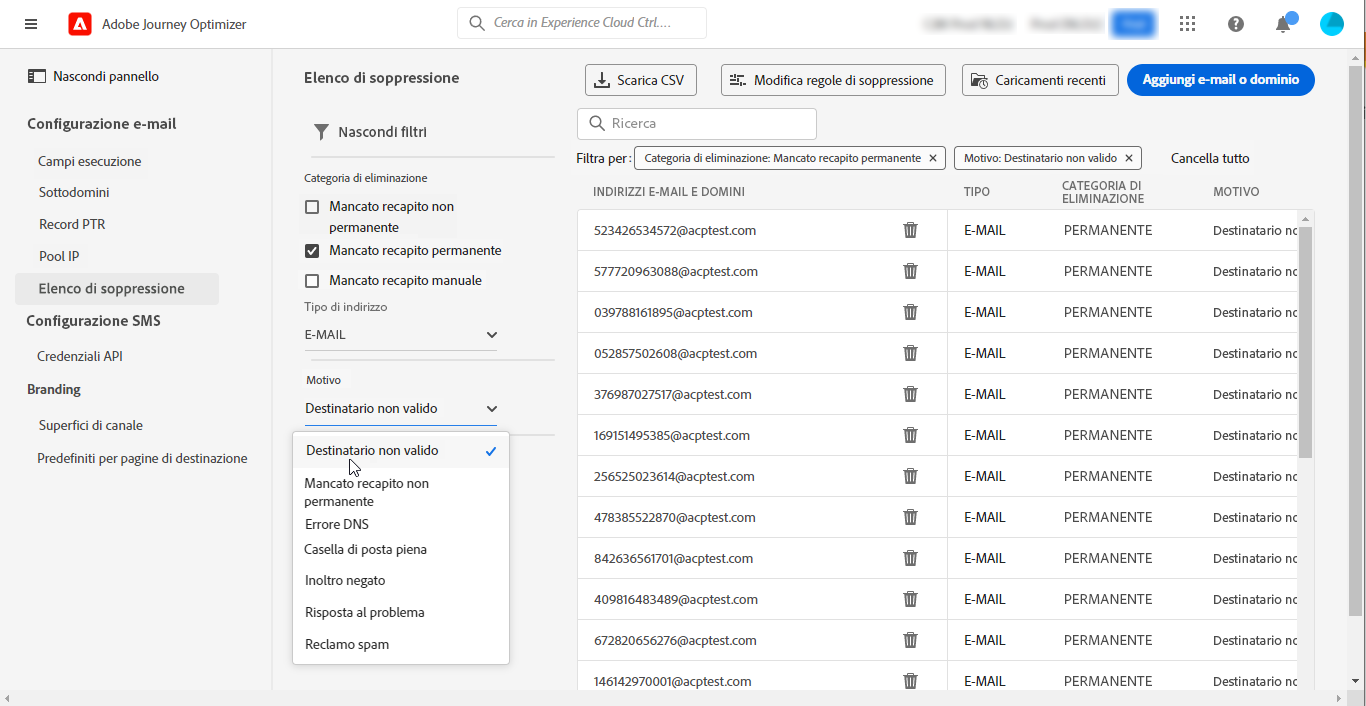 Adobe Journey Optimizer
Cerca in Experience Cloud Ctrl....
Nascondi pannello
Configurazione e-mail
Campi esecuzione
Sottodomini
Record PTR
Pool IP
Elenco di soppressione
Configurazione SMS
Credenziali API
Branding
Superfici di canale
Predefiniti per pagine di destinazione
Elenco di soppressione
Scarica CSV
Modifica regole di soppressione
Caricamenti recenti
Aggiungi e-mail o dominio
Nascondi filtri
Categoria di eliminazione
Mancato recapito non
permanente
Mancato recapito permanente
Mancato recapito manuale
Tipo di indirizzo
E-MAIL
Motivo
Destinatario non valido
Destinatario non valido
Mancato recapito non
permanente
Errore DNS
Casella di posta piena
Inoltro negato
Risposta al problema
Reclamo spam
Ricerca
Filtra per: Categoria di eliminazione: Mancato recapito permanente Motivo: Destinatario non valido Cancella tutto
INDIRIZZI E-MAIL E DOMINI TIPO CATEGORIA DI ELIMINAZIONE MOTIVO
523426534572@acptest.com E-MAIL PERMANENTE Destinatario no
577720963088@acptest.com E-MAIL PERMANENTE Destinatario no
039788161895@acptest.com E-MAIL PERMANENTE Destinatario no
052857502608@acptest.com E-MAIL PERMANENTE Destinatario no
376987027517@acptest.com E-MAIL PERMANENTE Destinatario no
169151495385@acptest.com E-MAIL PERMANENTE Destinatario no
256525023614@acptest.com E-MAIL PERMANENTE Destinatario no
478385522870@acptest.com E-MAIL PERMANENTE Destinatario no
842636561701@acptest.com E-MAIL PERMANENTE Destinatario no
409816483489@acptest.com E-MAIL PERMANENTE Destinatario no
672820656276@acptest.com E-MAIL PERMANENTE Destinatario no
146142970001@acptest.com E-MAIL PERMANENTE Destinatario no